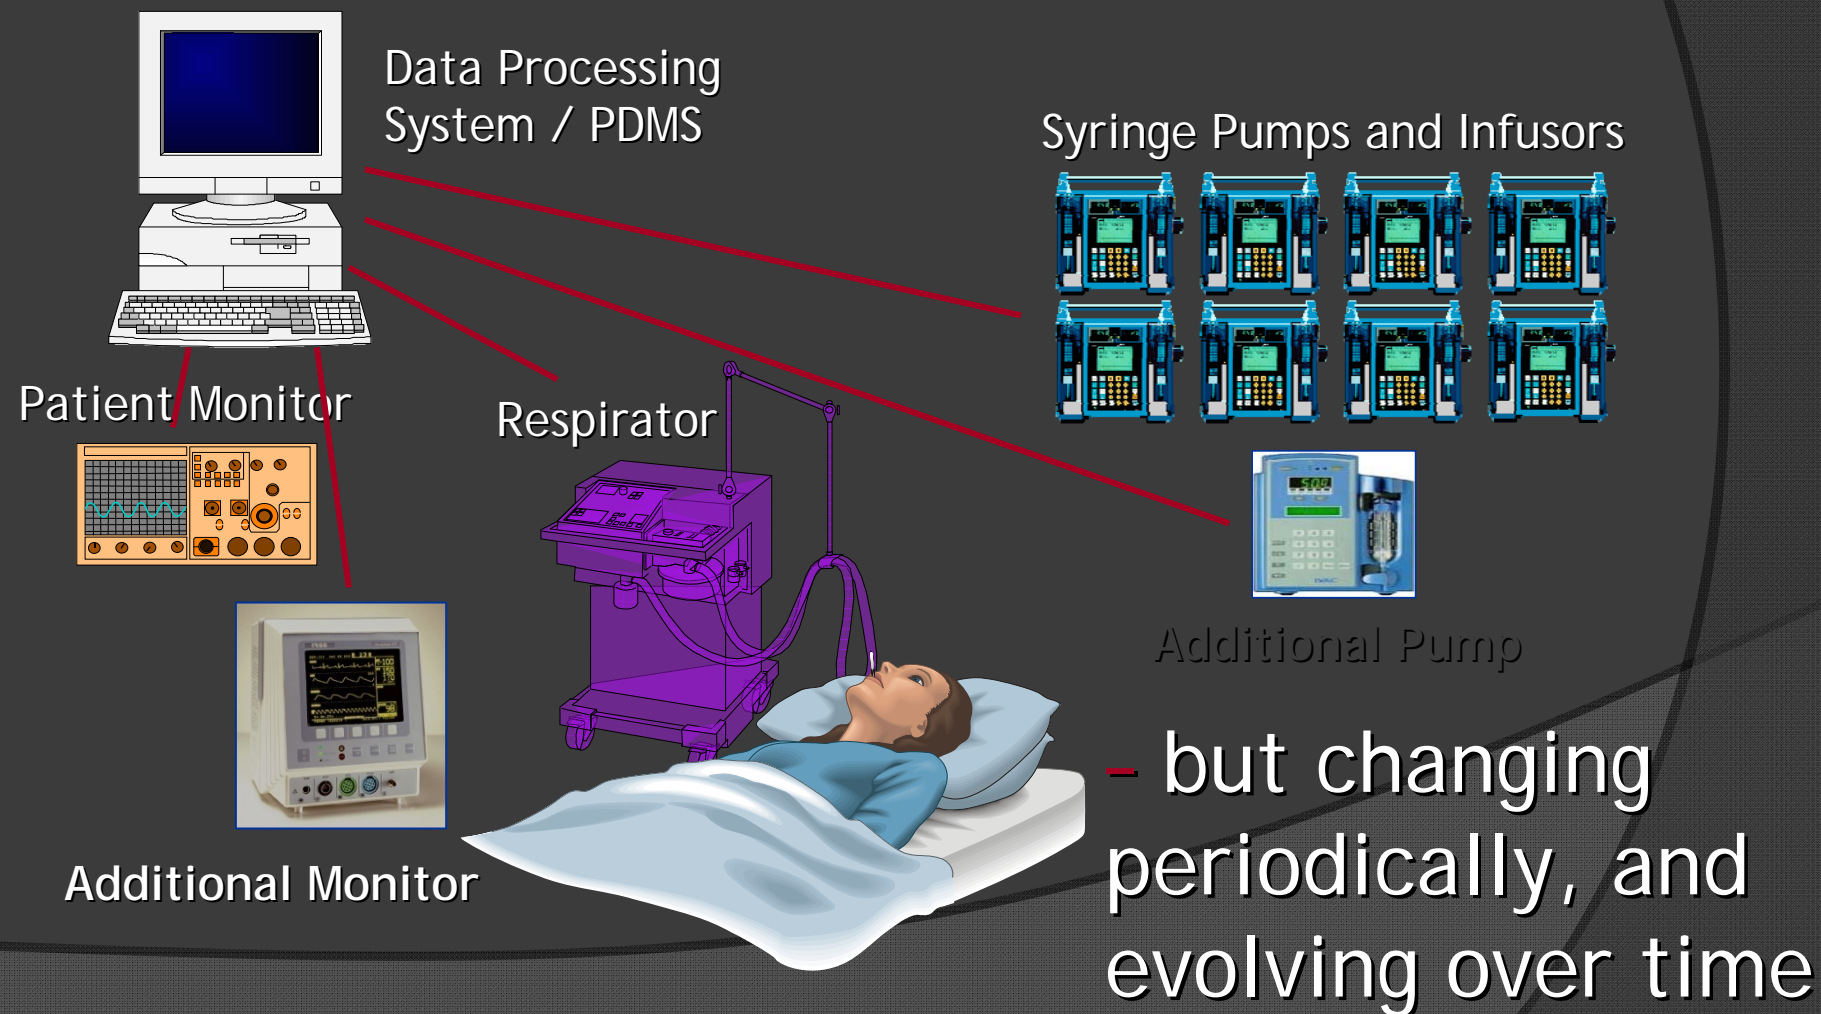 Data Processing
System / PDMS
Syringe Pumps and Infusors
Patient Monitor
Respirator
Additional Pump
Additional Monitor
– but changing
periodically, and
evolving over time